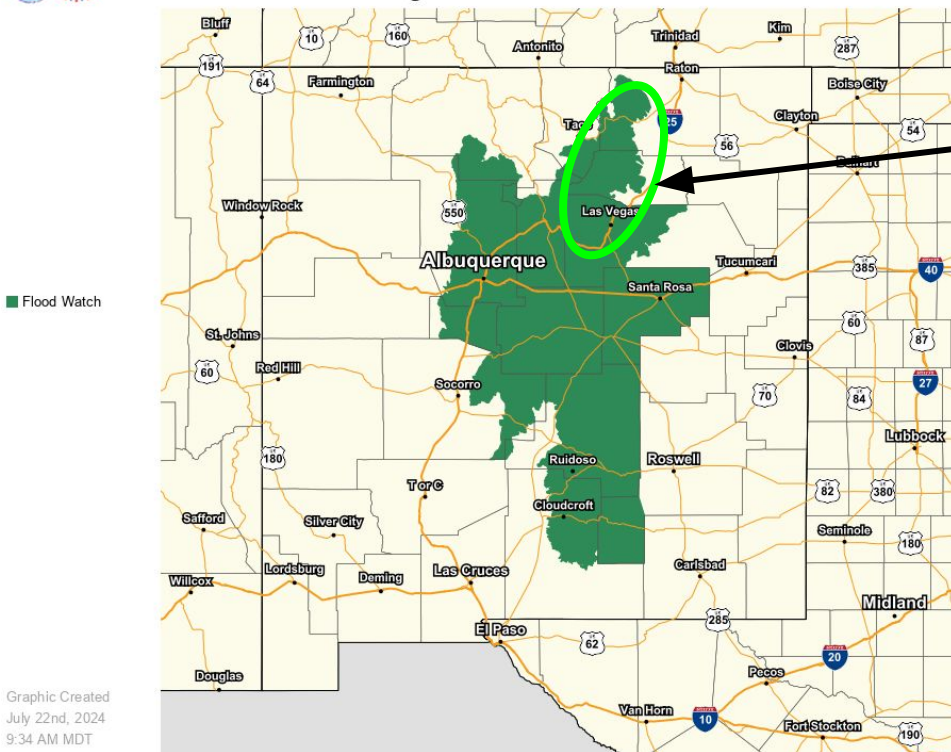 Bluff
10
160
Antonito
Trinidad
Kim
287
191
64
Farmington
Raton
Boise City
Taos
25
56
Clayton
54
Dalhart
Window Rock
550
Las Vegas
Albuquerque
Tucumcari
385
40
Flood Watch
Santa Rosa
St. Johns
60
87
60
Red Hill
Clovis
27
Socorro
70
84
Lubbock
180
Ruidoso
Roswell
T or C
82
380
Safford
Silver City
Cloudcroft
Seminole
180
Willcox
Lordsburg
Deming
Las Cruces
Carlsbad
Midland
285
El Paso
62
20
Douglas
Pecos
Graphic Created
July 22nd, 2024
9:34 AM MDT
Van Horn
10
Fort Stockton
190